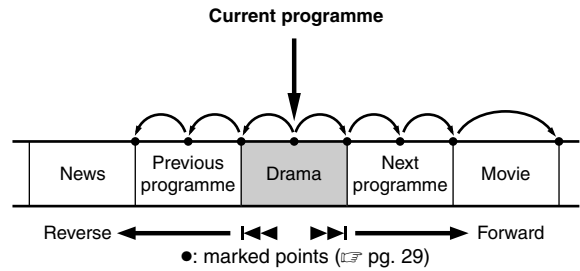 Current programme
News
Previous
programme
Drama
Next
programme
Movie
Reverse
Forward
●: marked points (☞ pg. 29)